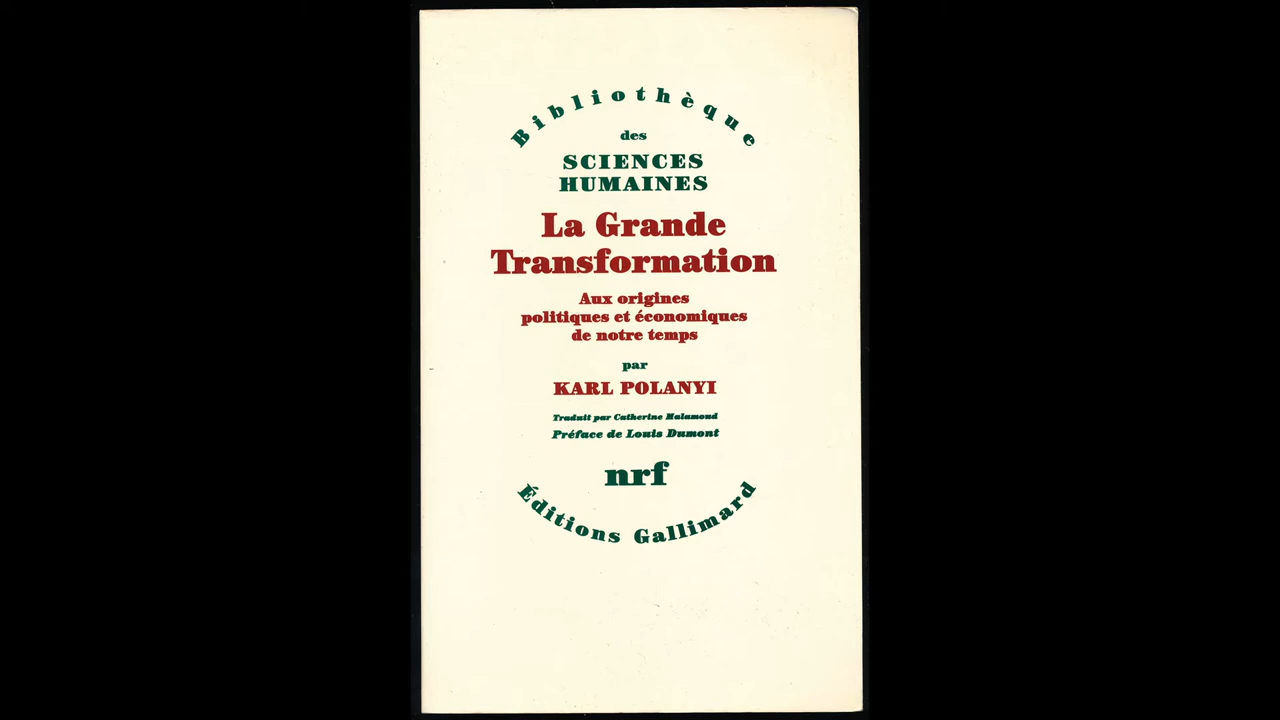 Bibliothèque
des
SCIENCES
HUMAINES
La Grande
Transformation
Aux origines
politiques et économiques
de notre temps
par
KARL POLANYI
Traduit par Catherine Malamoud
Préface de Louis Dumont
nrf
Éditions Gallimard